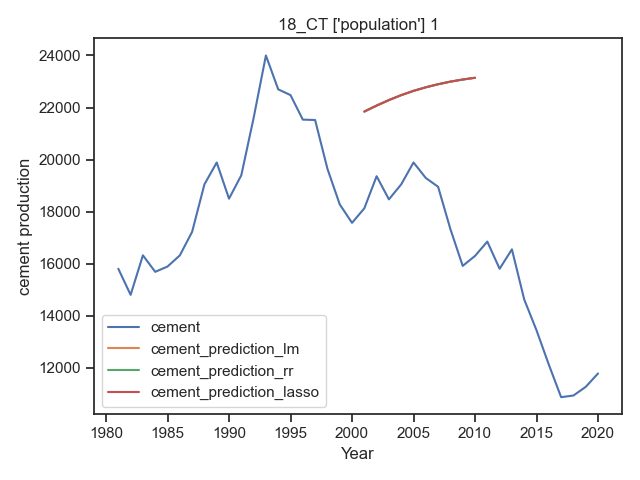 18_CT ['population'] 1
cement production
24000
22000
20000
18000
16000
14000
12000
cement
cement_prediction_lm
cement_prediction_rr
cement_prediction_lasso
1980 1985 1990 1995 2000 2005 2010 2015 2020
Year